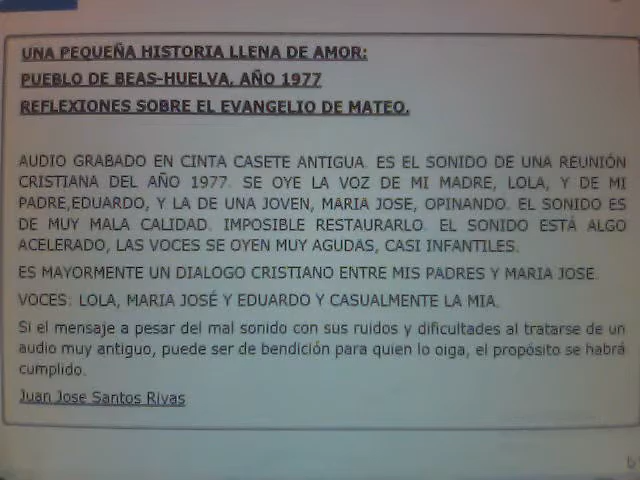 UNA PEQUEÑA HISTORIA LLENA DE AMOR:
PUEBLO DE BEAS-HUELVA, AÑO 1977
REFLEXIONES SOBRE EL EVANGELIO DE MATEO.
AUDIO GRABADO EN CINTA CASETE ANTIGUA. ES EL SONIDO DE UNA REUNIÓN
CRISTIANA DEL AÑO 1977. SE OYE LA VOZ DE MI MADRE, LOLA, Y DE MI
PADRE,EDUARDO, Y LA DE UNA JOVEN, MARIA JOSE, OPINANDO. EL SONIDO ES
DE MUY MALA CALIDAD. IMPOSIBLE RESTAURARLO. EL SONIDO ESTÁ ALGO
ACELERADO, LAS VOCES SE OYEN MUY AGUDAS, CASI INFANTILES.
ES MAYORMENTE UN DIALOGO CRISTIANO ENTRE MIS PADRES Y MARIA JOSE.
VOCES: LOLA, MARIA JOSÉ Y EDUARDO Y CASUALMENTE LA MIA.
Si el mensaje a pesar del mal sonido con sus ruidos y dificultades al tratarse de un
audio muy antiguo, puede ser de bendición para quien lo oiga, el propósito se habrá
cumplido.
Juan Jose Santos Rivas